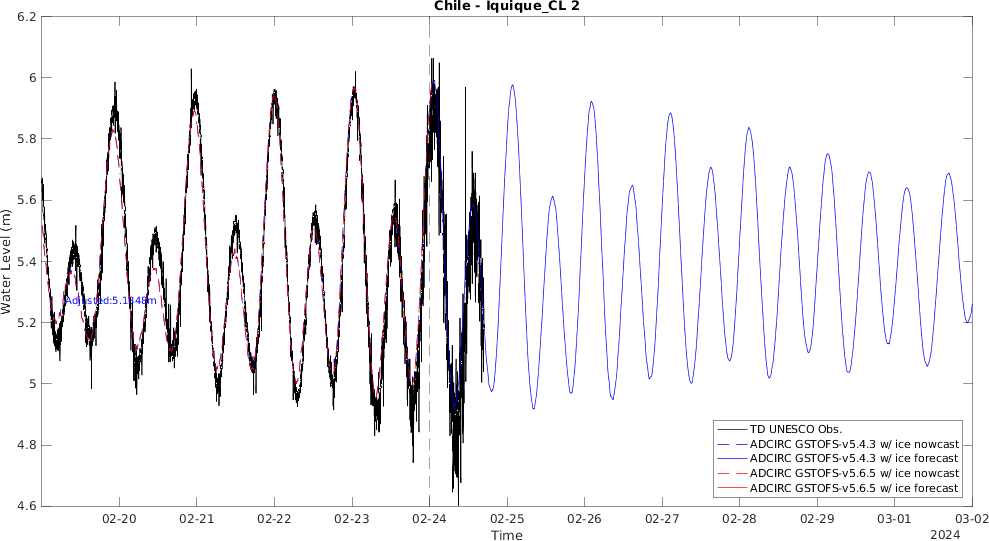 Chile - Iquique_CL 2
6.2
6
5.8
5.6
5.4
5.2
5
4.8
4.6
Water Level (m)
Adjusted:5.1348m
TD UNESCO Obs.
ADCIRC GSTOFS-v5.4.3 w/ ice nowcast
ADCIRC GSTOFS-v5.4.3 w/ ice forecast
ADCIRC GSTOFS-v5.6.5 w/ ice nowcast
ADCIRC GSTOFS-v5.6.5 w/ ice forecast
02-20 02-21 02-22 02-23 02-24 02-25 02-26 02-27 02-28 02-29 03-01 03-02
Time
2024